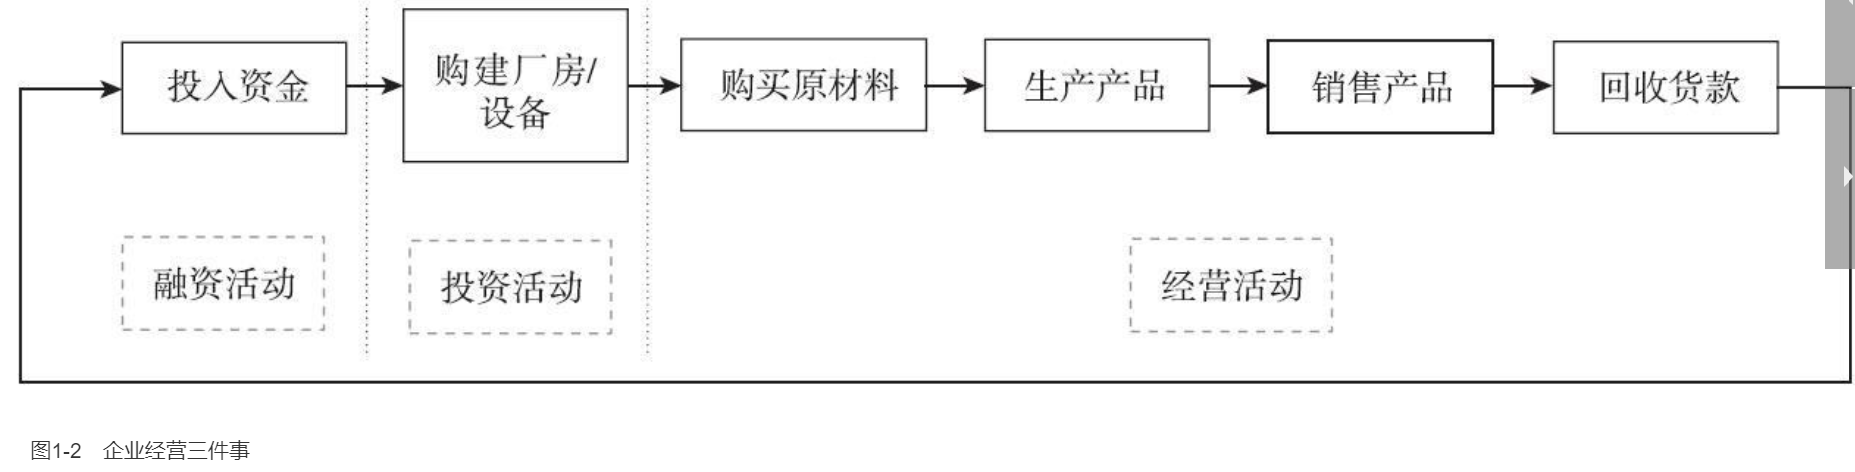 投入资金
购建厂房/
设备
购买原材料
生产产品
销售产品
回收货款
融资活动
投资活动
经营活动
图1-2 企业经营三件事